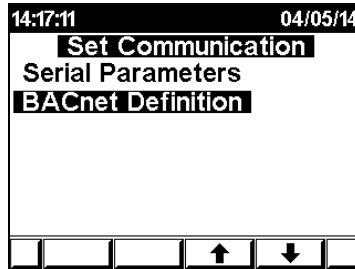 14:17:11 04/05/14
Set Communication
Serial Parameters
BACnet Definition